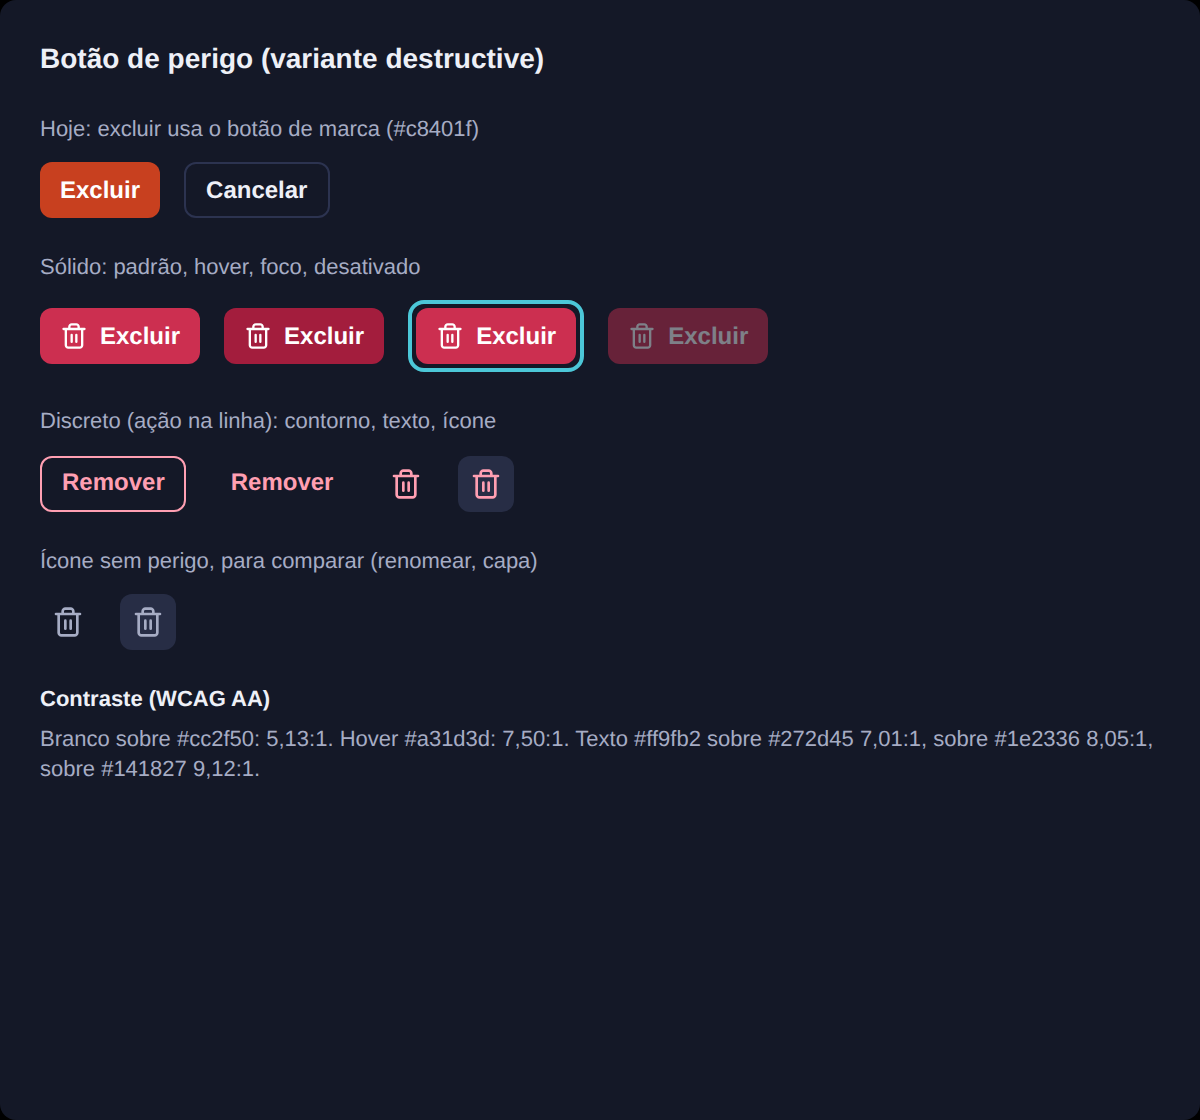 Botão de perigo (variante destructive)
Hoje: excluir usa o botão de marca (#c8401f)
Excluir Cancelar
Sólido: padrão, hover, foco, desativado
Excluir Excluir Excluir Excluir
Discreto (ação na linha): contorno, texto, ícone
Remover Remover
Ícone sem perigo, para comparar (renomear, capa)
Contraste (WCAG AA)
Branco sobre #cc2f50: 5,13:1. Hover #a31d3d: 7,50:1. Texto #ff9fb2 sobre #272d45 7,01:1, sobre #1e2336 8,05:1,
sobre #141827 9,12:1.